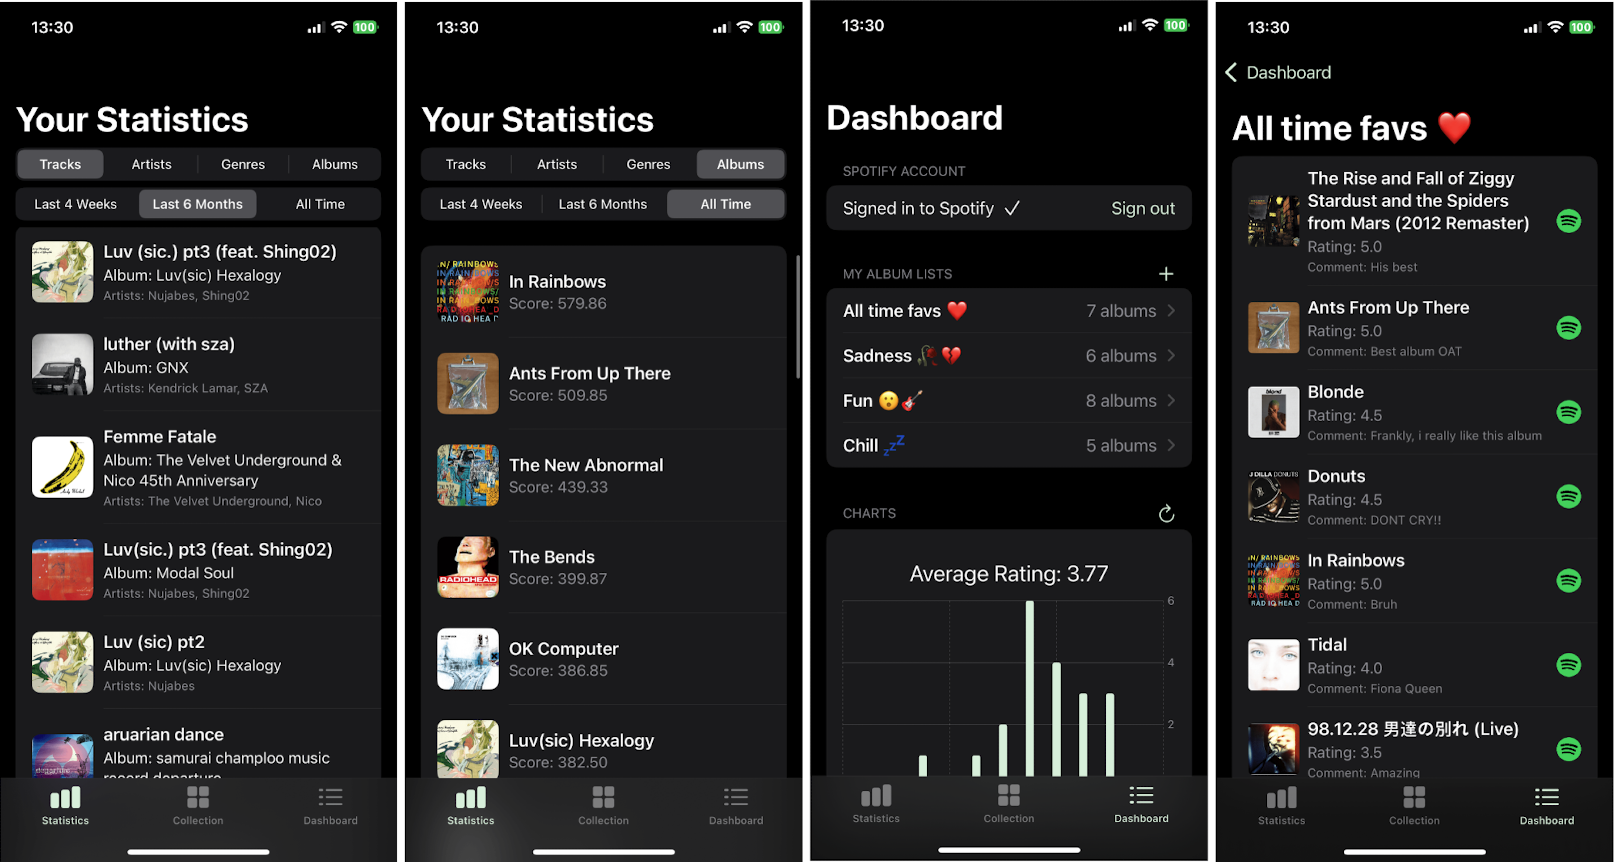 13:30
100
Your Statistics
Tracks Artists Genres Albums
Last 4 Weeks Last 6 Months All Time
Luv (sic.) pt3 (feat. Shing02)
Album: Luv(sic) Hexalogy
Artists: Nujabes, Shing02
luther (with sza)
Album: GNX
Artists: Kendrick Lamar, SZA
Femme Fatale
Album: The Velvet Underground &
Nico 45th Anniversary
Artists: The Velvet Underground, Nico
Luv(sic.) pt3 (feat. Shing02)
Album: Modal Soul
Artists: Nujabes, Shing02
Luv (sic) pt2
Album: Luv(sic) Hexalogy
Artists: Nujabes
aruarian dance
Album: samurai champloo music
record departure
Statistics Collection Dashboard
13:30
100
Your Statistics
Tracks Artists Genres Albums
Last 4 Weeks Last 6 Months All Time
In Rainbows
Score: 579.86
Ants From Up There
Score: 509.85
The New Abnormal
Score: 439.33
RADIOHEAD
The Bends
Score: 399.87
OK Computer
Score: 386.85
Luv(sic) Hexalogy
Score: 382.50
Statistics Collection Dashboard
13:30
100
Dashboard
SPOTIFY ACCOUNT
Signed in to Spotify ✓ Sign out
MY ALBUM LISTS +
All time favs ❤️ 7 albums
Sadness 🥀💔 6 albums
Fun 😮🎸 8 albums
Chill 💤 5 albums
CHARTS
Average Rating: 3.77
6
4
2
Statistics Collection Dashboard
13:30
100
Dashboard
All time favs ❤️
The Rise and Fall of Ziggy
Stardust and the Spiders
from Mars (2012 Remaster)
Rating: 5.0
Comment: His best
Ants From Up There
Rating: 5.0
Comment: Best album OAT
blond
Blonde
Rating: 4.5
Comment: Frankly, i really like this album
J DILLA DONUTS
Donuts
Rating: 4.5
Comment: DONT CRY!!
In Rainbows
Rating: 5.0
Comment: Bruh
Tidal
Rating: 4.0
Comment: Fiona Queen
98.12.28 男達の別れ (Live)
Rating: 3.5
Comment: Amazing
Statistics Collection Dashboard